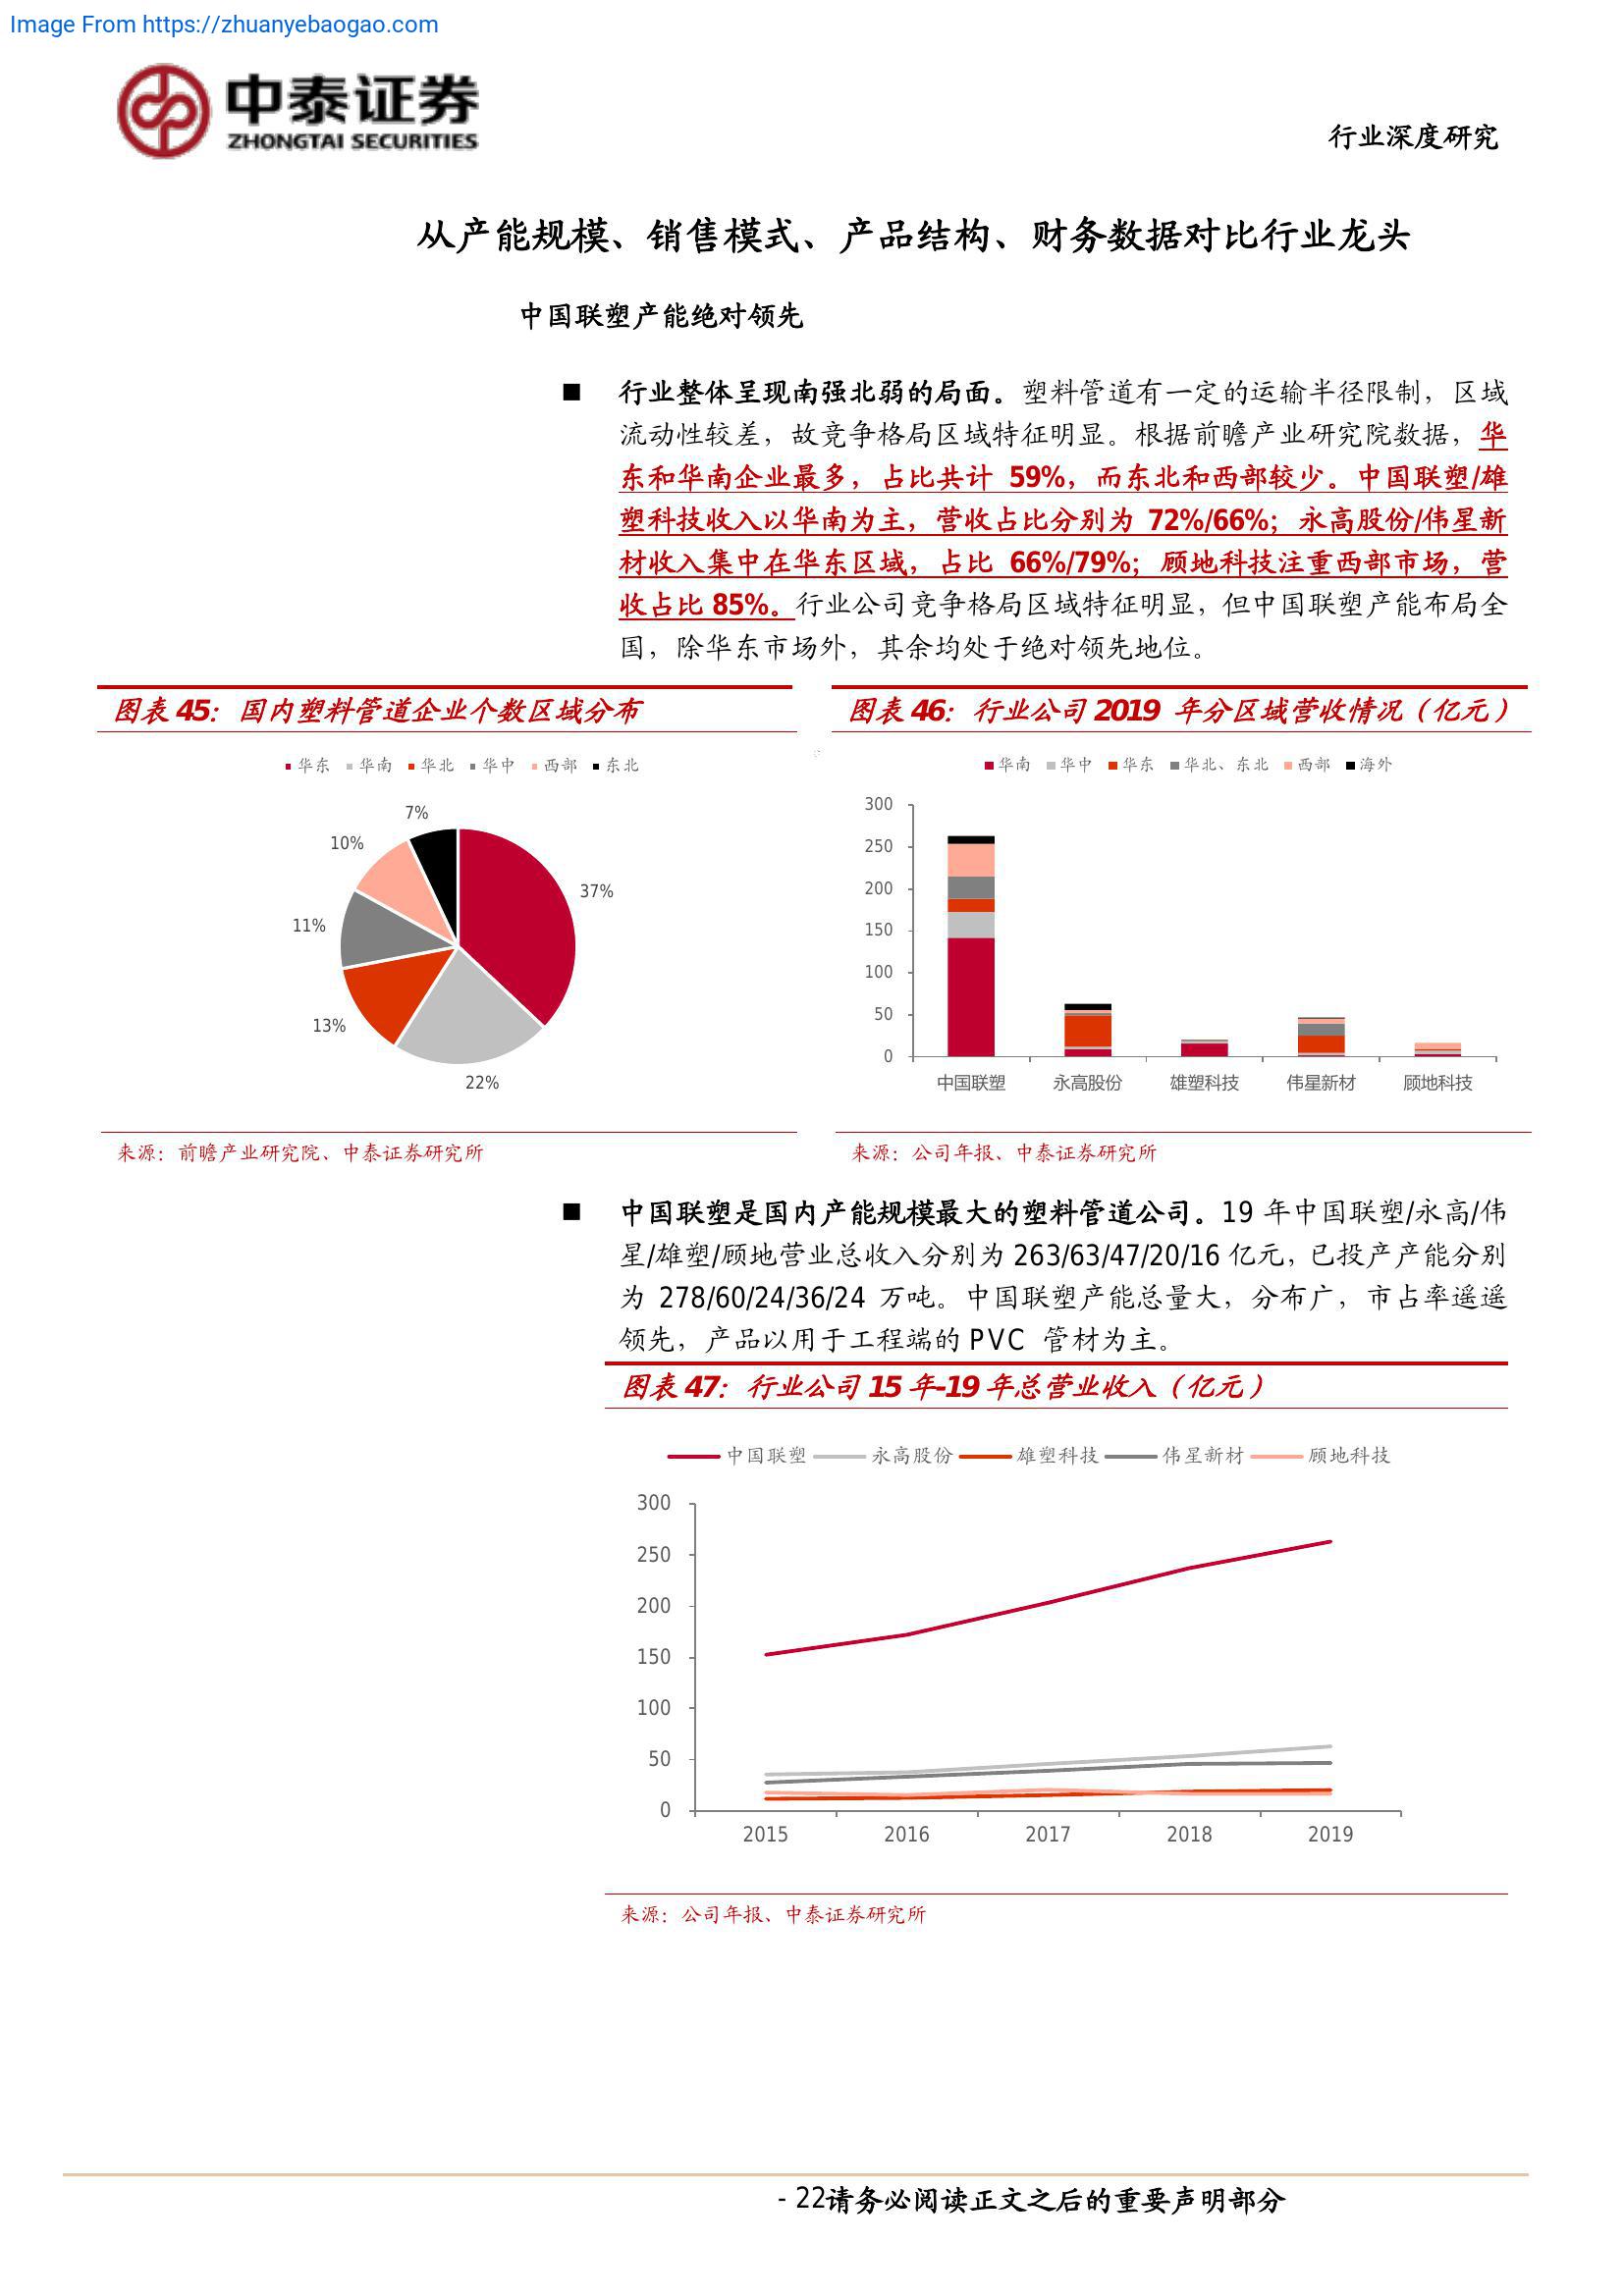 Image From https://zhuanyebaogao.com
中泰证券
ZHONGTAI SECURITIES
行业深度研究
从产能规模、销售模式、产品结构、财务数据对比行业龙头
中国联塑产能绝对领先
■ 行业整体呈现南强北弱的局面。塑料管道有一定的运输半径限制，区域
流动性较差，故竞争格局区域特征明显。根据前瞻产业研究院数据，华
东和华南企业最多，占比共计 59%，而东北和西部较少。中国联塑/雄
塑科技收入以华南为主，营收占比分别为 72%/66%；永高股份/伟星新
材收入集中在华东区域，占比 66%/79%；顾地科技注重西部市场，营
收占比 85%。行业公司竞争格局区域特征明显，但中国联塑产能布局全
国，除华东市场外，其余均处于绝对领先地位。
图表 45：国内塑料管道企业个数区域分布
华东 华南 华北 华中 西部 东北
7%
10%
37%
11%
13%
22%
来源：前瞻产业研究院、中泰证券研究所
图表 46：行业公司 2019 年分区域营收情况（亿元）
华南 华中 华东 华北、东北 西部 海外
300
250
200
150
100
50
0
中国联塑 永高股份 雄塑科技 伟星新材 顾地科技
来源：公司年报、中泰证券研究所
■ 中国联塑是国内产能规模最大的塑料管道公司。19 年中国联塑/永高/伟
星/雄塑/顾地营业总收入分别为 263/63/47/20/16 亿元，已投产产能分别
为 278/60/24/36/24 万吨。中国联塑产能总量大，分布广，市占率遥遥
领先，产品以用于工程端的 PVC 管材为主。
图表 47：行业公司 15 年-19 年总营业收入（亿元）
中国联塑 永高股份 雄塑科技 伟星新材 顾地科技
300
250
200
150
100
50
0
2015 2016 2017 2018 2019
来源：公司年报、中泰证券研究所
- 22请务必阅读正文之后的重要声明部分